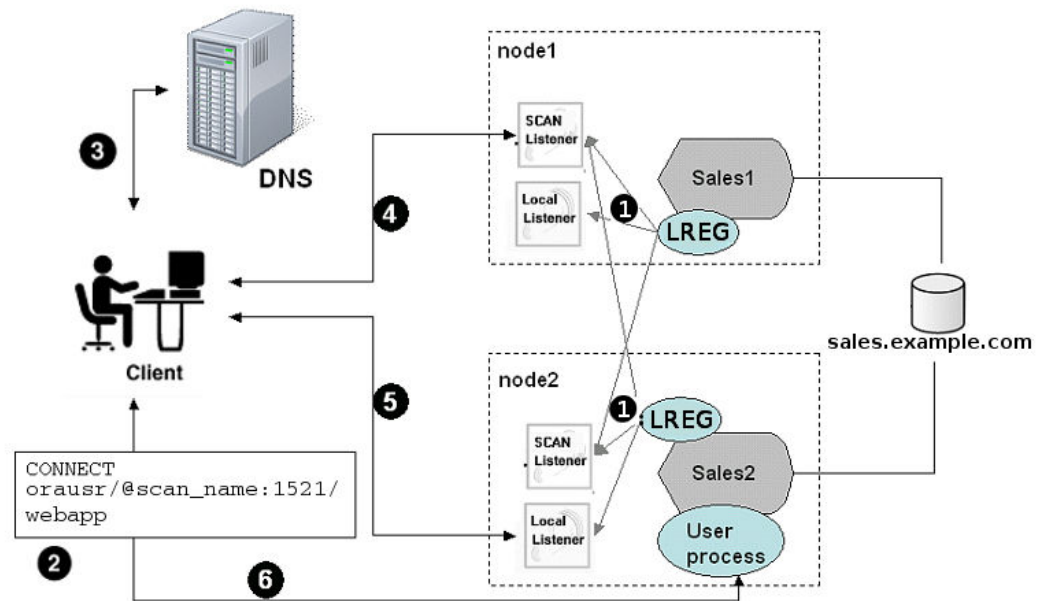 node1
SCAN
Listener
3
DNS
Sales1
4
Local
Listener
1
LREG
sales.example.com
Client
node2
5
1
LREG
SCAN
Listener
Sales2
CONNECT
orausr/@scan_name:1521/
webapp
Local
Listener
User
process
2
6